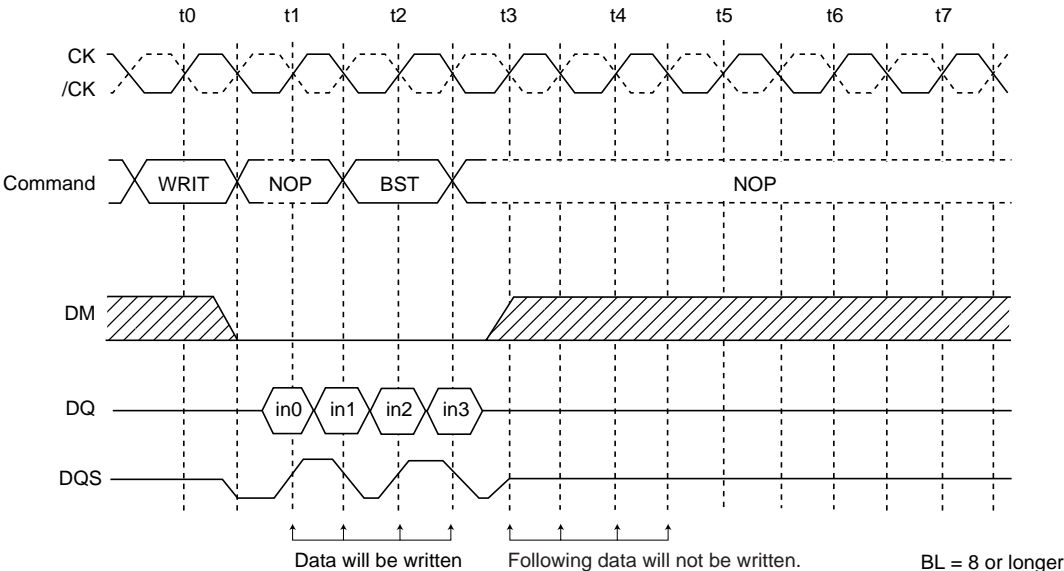 t0 t1 t2 t3 t4 t5 t6 t7
CK
/CK
Command WRIT NOP BST NOP
DM
DQ in0 in1 in2 in3
DQS
Data will be written Following data will not be written.
BL = 8 or longer